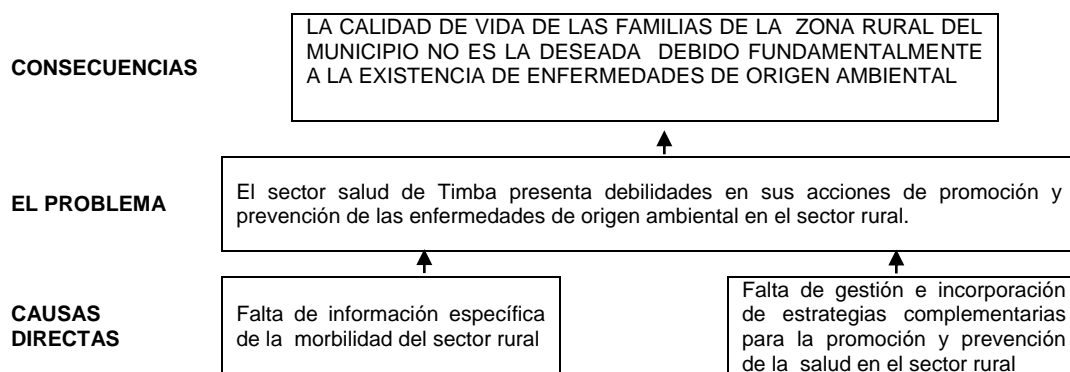 CONSECUENCIAS
LA CALIDAD DE VIDA DE LAS FAMILIAS DE LA ZONA RURAL DEL
MUNICIPIO NO ES LA DESEADA DEBIDO FUNDAMENTALMENTE
A LA EXISTENCIA DE ENFERMEDADES DE ORIGEN AMBIENTAL
EL PROBLEMA
El sector salud de Timba presenta debilidades en sus acciones de promoción y
prevención de las enfermedades de origen ambiental en el sector rural.
CAUSAS
DIRECTAS
Falta de información específica
de la morbilidad del sector rural
Falta de gestión e incorporación
de estrategias complementarias
para la promoción y prevención
de la salud en el sector rural